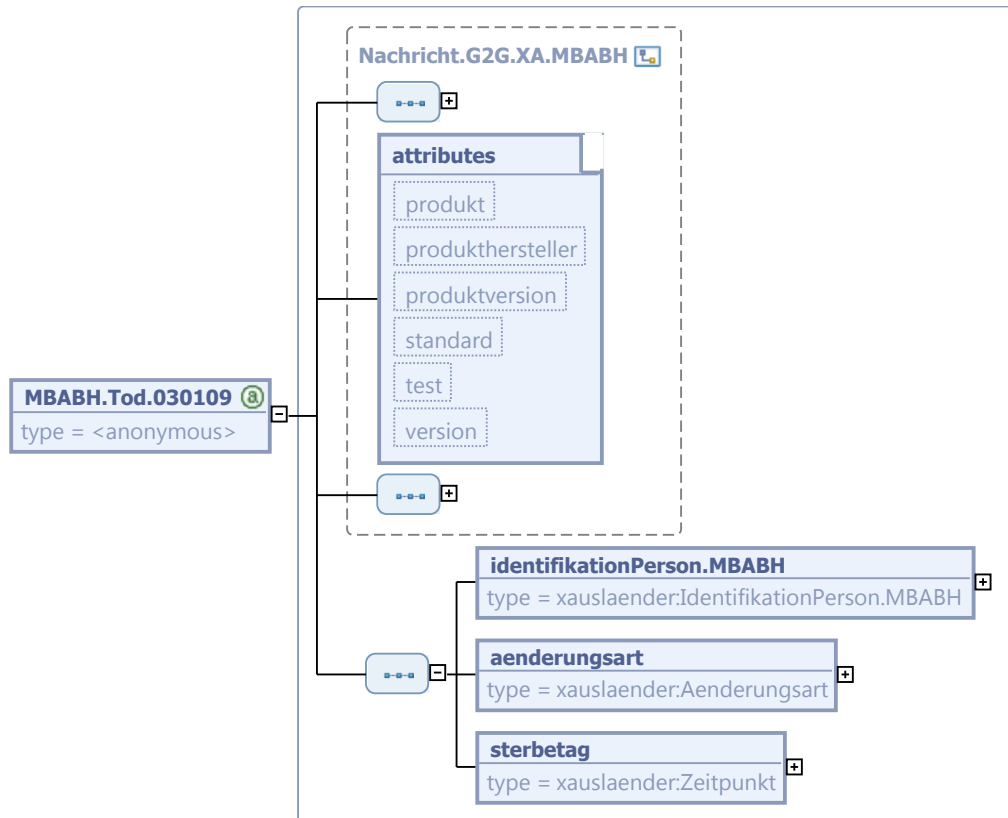 Nachricht.G2G.XA.MBABH
attributes
produkt
produkthersteller
produktversion
standard
test
version
MBABH.Tod.030109 @
type = <anonymous>
identifikationPerson.MBABH
type = xauslaender:IdentifikationPerson.MBABH
aenderungsart
type = xauslaender:Aenderungsart
sterbetag
type = xauslaender:Zeitpunkt